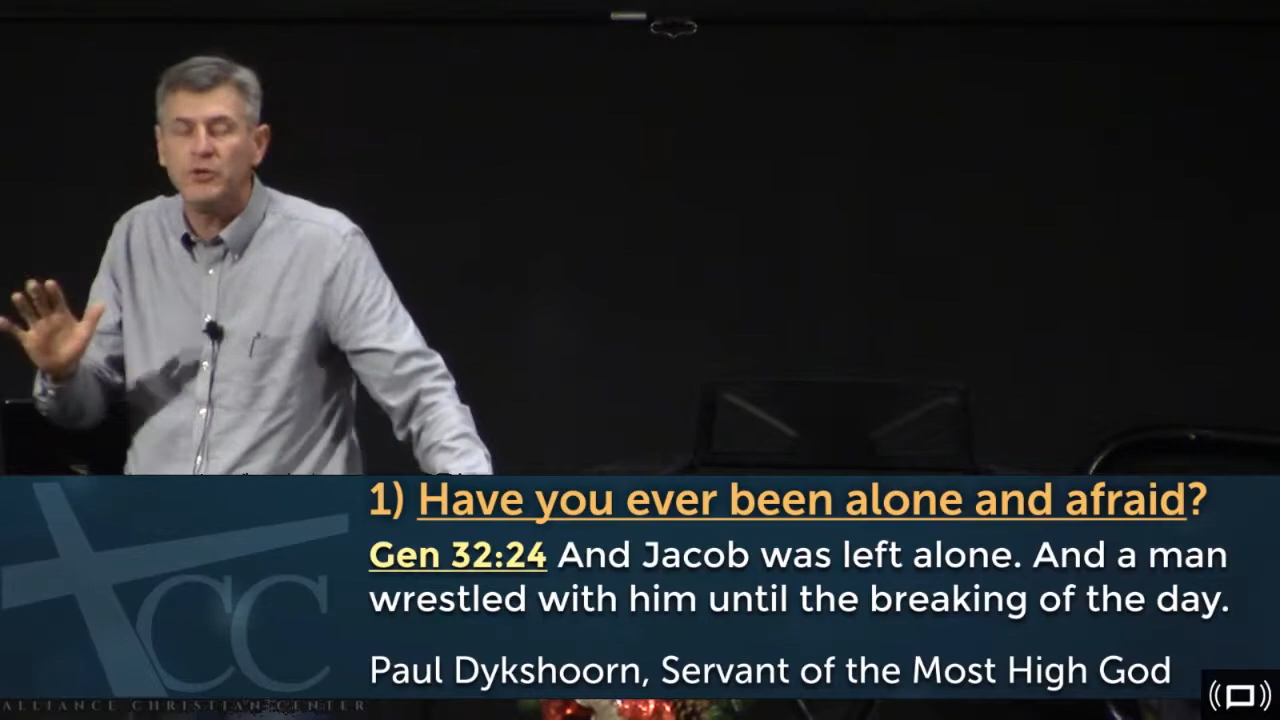 1) Have you ever been alone and afraid?
Gen 32:24 And Jacob was left alone. And a man
wrestled with him until the breaking of the day.
Paul Dykshoorn, Servant of the Most High God
CC
ALLIANCE CHRISTIAN CENTER